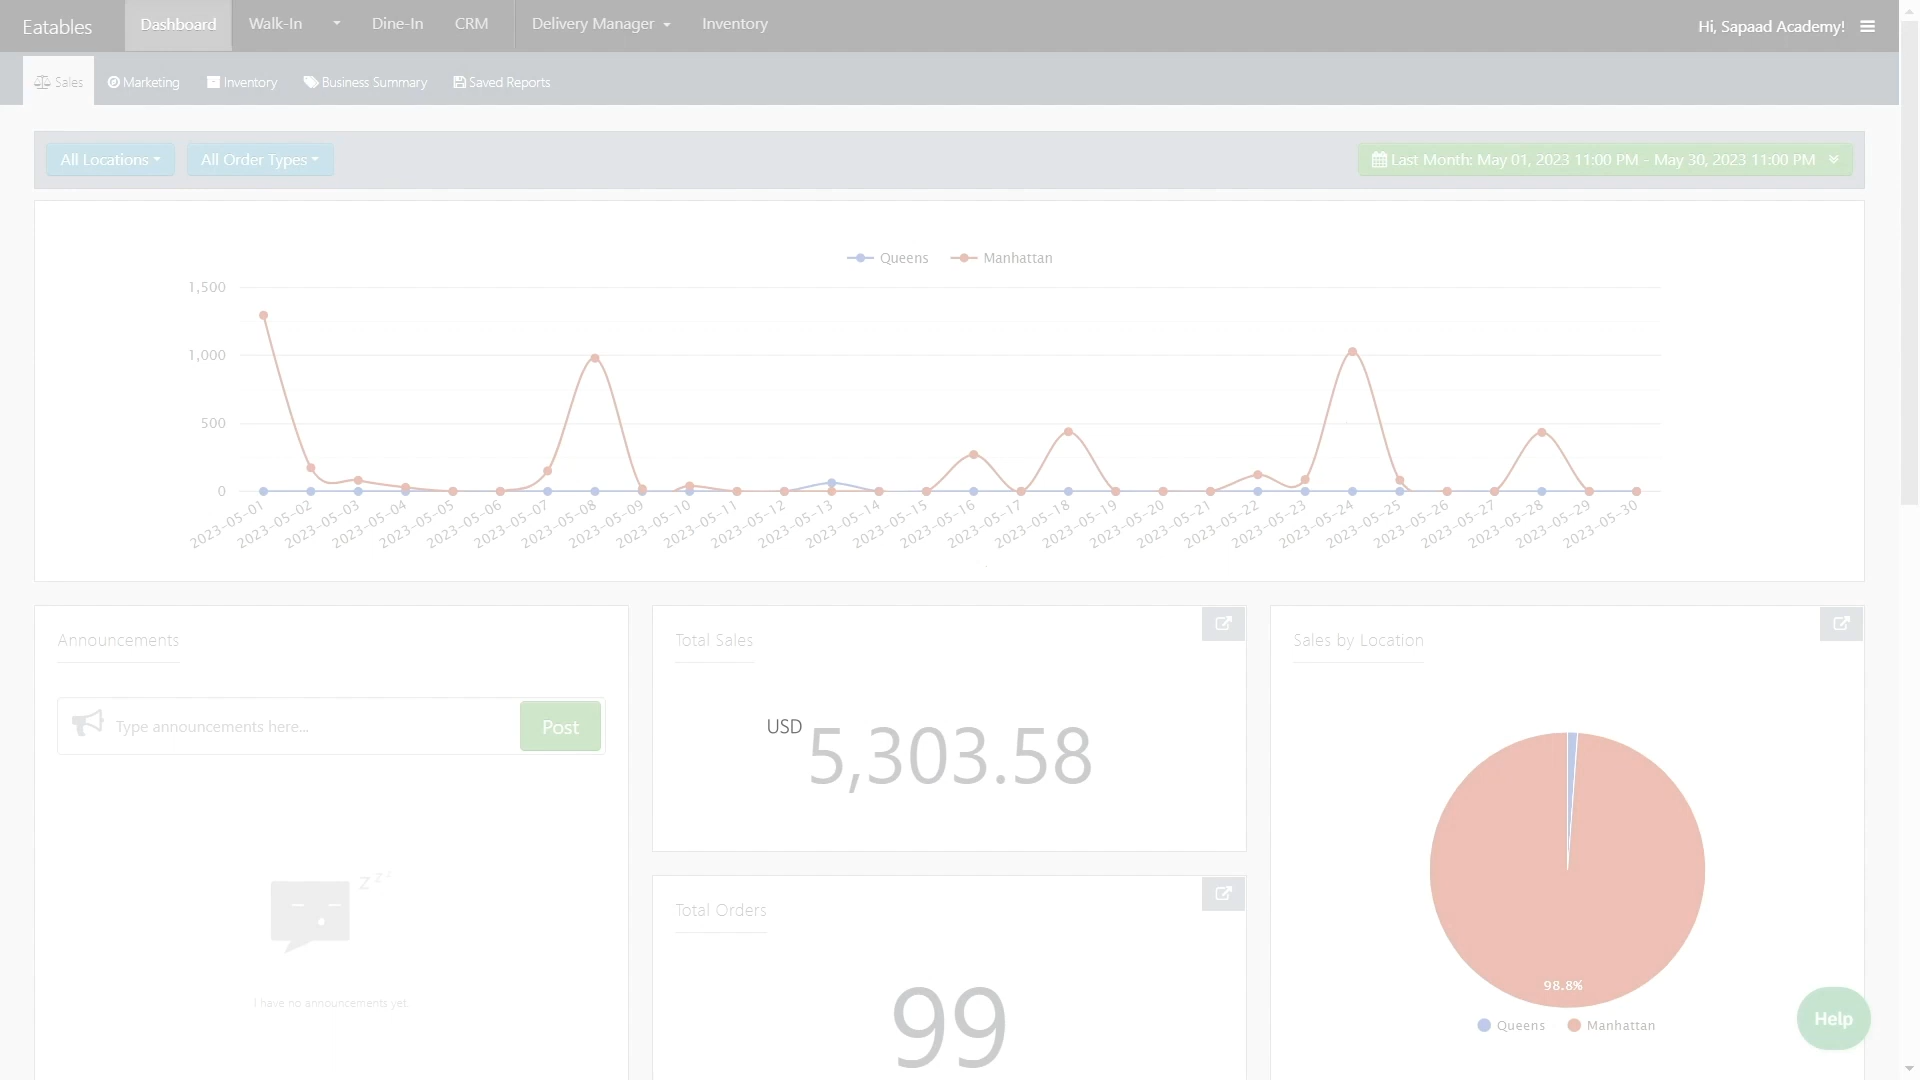 Eatables Dashboard Walk-In Dine-In CRM Delivery Manager Inventory Hi, Sapaad Academy!
Sales Marketing Inventory Business Summary Saved Reports
All Locations All Order Types Last Month: May 01, 2023 11:00 PM - May 30, 2023 11:00 PM
Queens Manhattan
1,500
1,000
500
0
2023-05-01 2023-05-02 2023-05-03 2023-05-04 2023-05-05 2023-05-06 2023-05-07 2023-05-08 2023-05-09 2023-05-10 2023-05-11 2023-05-12 2023-05-13 2023-05-14 2023-05-15 2023-05-16 2023-05-17 2023-05-18 2023-05-19 2023-05-20 2023-05-21 2023-05-22 2023-05-23 2023-05-24 2023-05-25 2023-05-26 2023-05-27 2023-05-28 2023-05-29 2023-05-30
Announcements
Type announcements here...
Post
z z z
I have no announcements yet.
Total Sales
USD 5,303.58
Total Orders
99
Sales by Location
98.8%
Queens Manhattan
Help